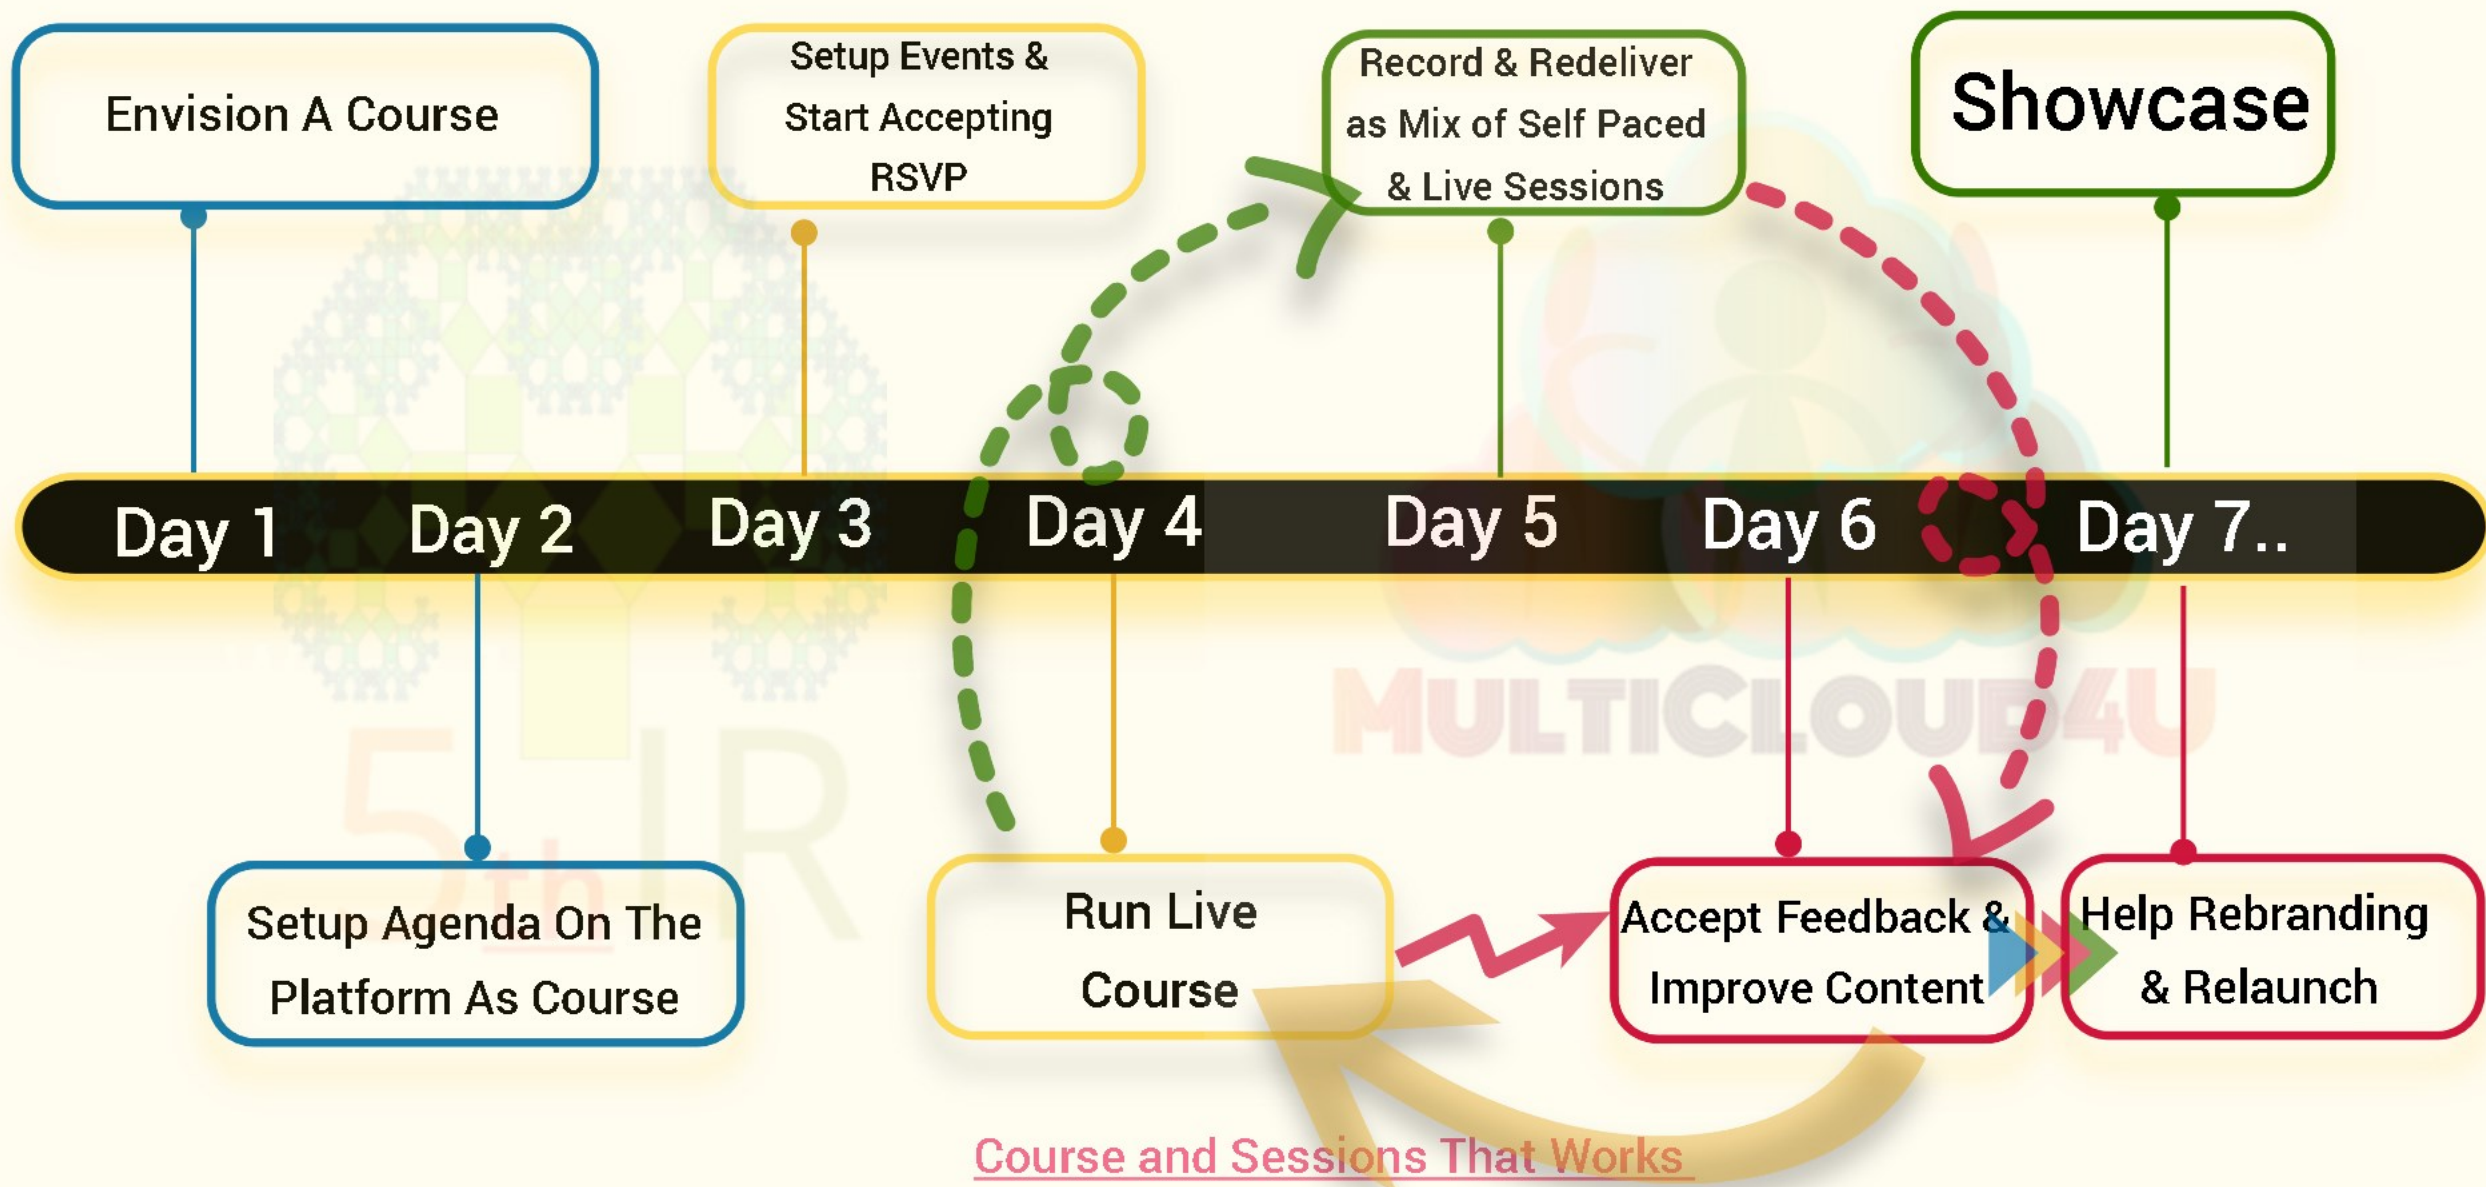 Envision A Course
Setup Events &
Start Accepting
RSVP
Record & Redeliver
as Mix of Self Paced
& Live Sessions
Showcase
Day 1
Day 2
Day 3
Day 4
Day 5
Day 6
Day 7..
MULTICLOUD4U
5th IR
Setup Agenda On The
Platform As Course
Run Live
Course
Accept Feedback &
Improve Content
Help Rebranding
& Relaunch
Course and Sessions That Works